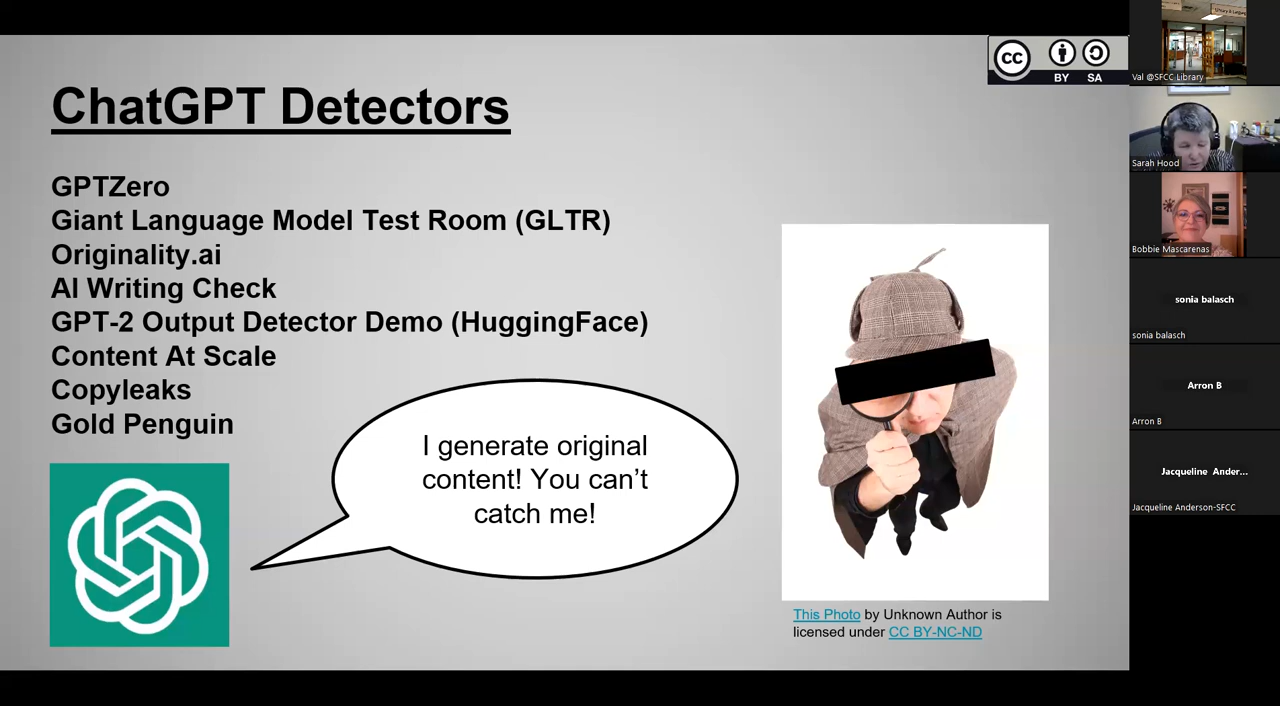 ChatGPT Detectors
GPTZero
Giant Language Model Test Room (GLTR)
Originality.ai
AI Writing Check
GPT-2 Output Detector Demo (HuggingFace)
Content At Scale
Copyleaks
Gold Penguin
I generate original
content! You can’t
catch me!
This Photo by Unknown Author is
licensed under CC BY-NC-ND
CC
BY SA
Val @SFCC Library
Sarah Hood
Bobbie Mascarenas
sonia balasch
sonia balasch
Arron B
Arron B
Jacqueline Ander...
Jacqueline Anderson-SFCC